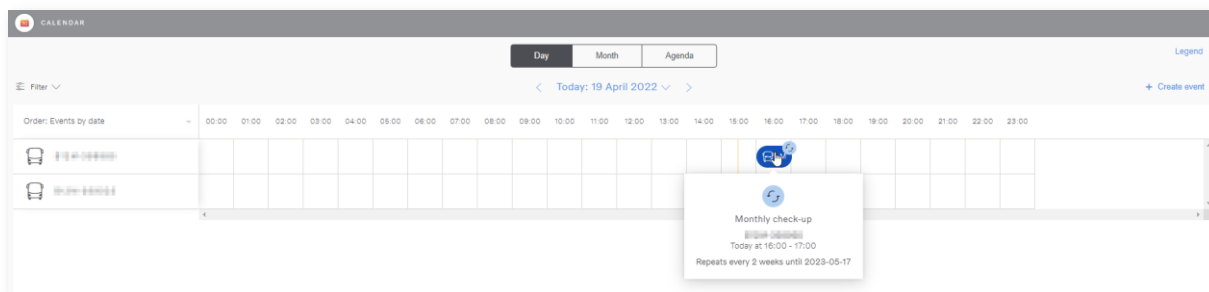 CALENDAR
Day Month Agenda
Legend
Filter
Today: 19 April 2022
+ Create event
Order: Events by date 00:00 01:00 02:00 03:00 04:00 05:00 06:00 07:00 08:00 09:00 10:00 11:00 12:00 13:00 14:00 15:00 16:00 17:00 18:00 19:00 20:00 21:00 22:00 23:00
Monthly check-up
Today at 16:00 - 17:00
Repeats every 2 weeks until 2023-05-17